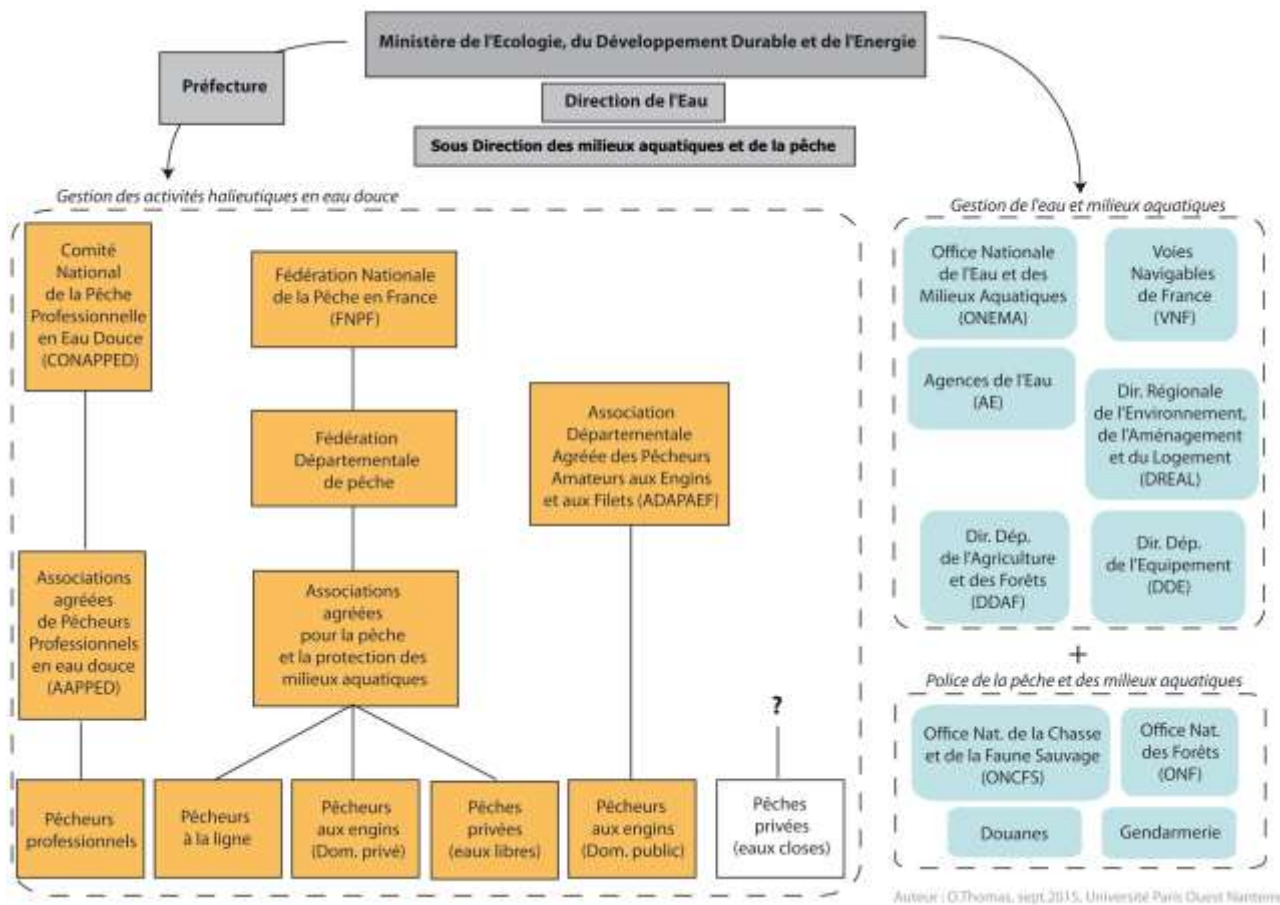 Ministère de l'Ecologie, du Développement Durable et de l'Energie
Préfecture
Direction de l'Eau
Sous Direction des milieux aquatiques et de la pêche
Gestion des activités halieutiques en eau douce
Comité
National
de la Pêche
Professionnelle
en Eau Douce
(CONAPPED)
Fédération Nationale
de la Pêche en France
(FNPF)
Association
Départementale
Agréée des Pêcheurs
Amateurs aux Engins
et aux Filets (ADAPAEF)
Fédération
Départementale
de pêche
Associations
agréées
de Pêcheurs
Professionnels
en eau douce
(AAPPED)
Associations
agréées
pour la pêche
et la protection des
milieux aquatiques
?
Pêcheurs
professionnels
Pêcheurs
à la ligne
Pêcheurs
aux engins
(Dom. privé)
Pêches
privées
(eaux libres)
Pêcheurs
aux engins
(Dom. public)
Pêches
privées
(eaux closes)
Gestion de l'eau et milieux aquatiques
Office Nationale
de l'Eau et des
Milieux Aquatiques
(ONEMA)
Voies
Navigables
de France
(VNF)
Agences de l'Eau
(AE)
Dir. Régionale
de l'Environnement,
de l'Aménagement
et du Logement
(DREAL)
Dir. Dép.
de l'Agriculture
et des Forêts
(DDAF)
Dir. Dép.
de l'Equipement
(DDE)
+
Police de la pêche et des milieux aquatiques
Office Nat. de la Chasse
et de la Faune Sauvage
(ONCFS)
Office Nat.
des Forêts
(ONF)
Douanes
Gendarmerie
Auteur : O.Thomas, sept.2015, Université Paris Ouest Nanterre